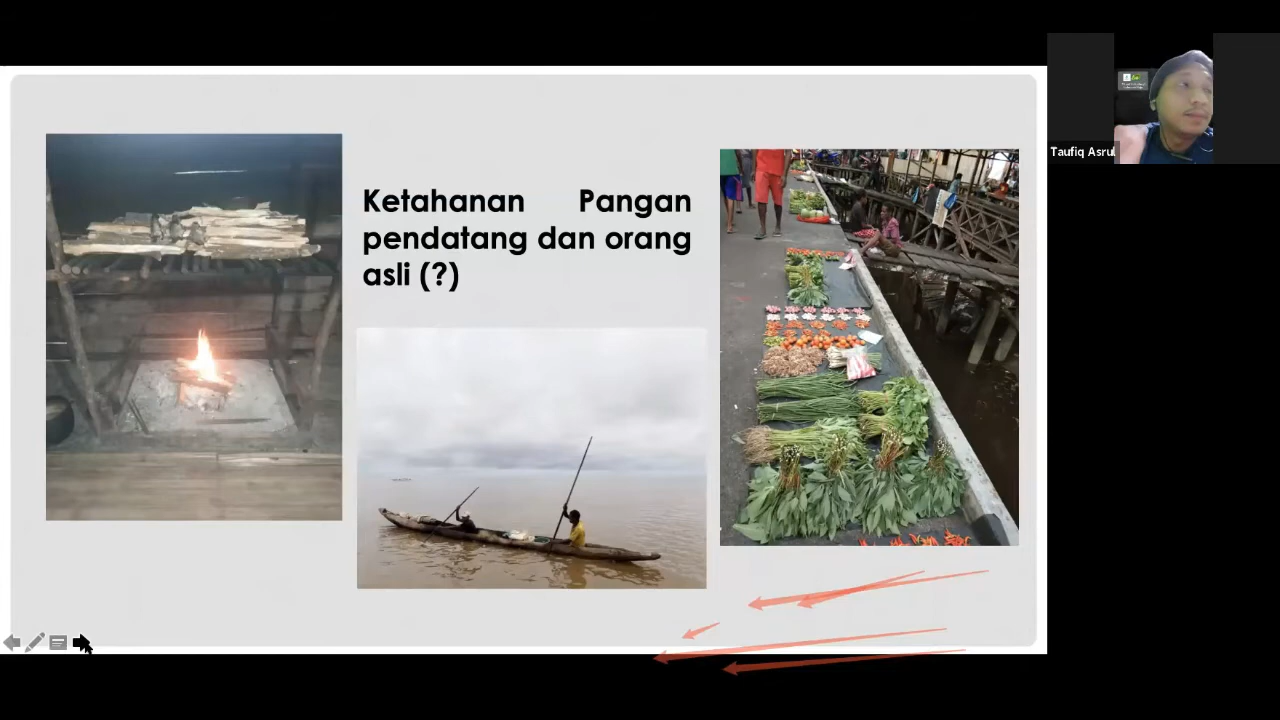 Ketahanan Pangan
pendatang dan orang
asli (?)
Taufiq Asrul